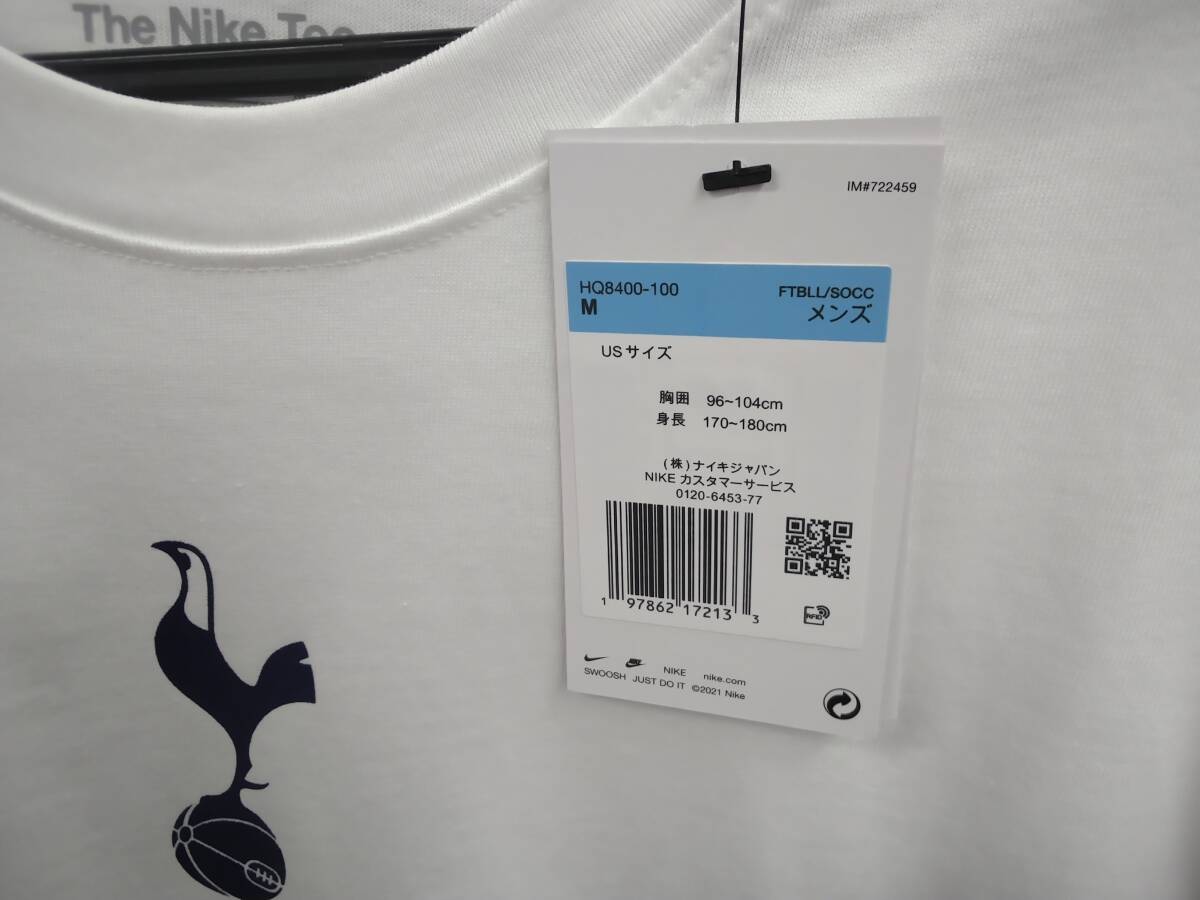 The Nike Tee
IM#722459
HQ8400-100
M
FTBLL/SOCC
メンズ
USサイズ
胸囲 96~104cm
身長 170~180cm
(株)ナイキジャパン
NIKE カスタマーサービス
0120-6453-77
1 97862 17213 3
RFID
NIKE nike.com
SWOOSH JUST DO IT ©2021 Nike